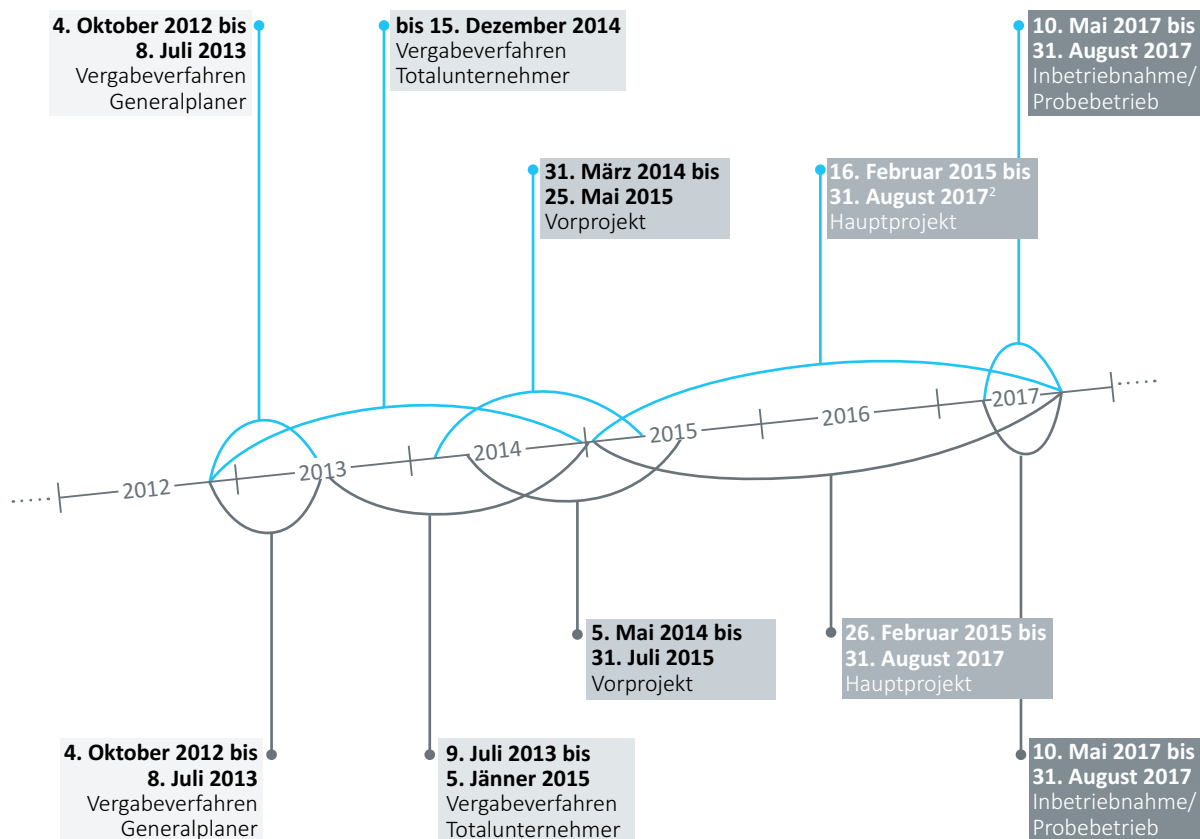 4. Oktober 2012 bis
8. Juli 2013
Vergabeverfahren
Generalplaner
bis 15. Dezember 2014
Vergabeverfahren
Totalunternehmer
10. Mai 2017 bis
31. August 2017
Inbetriebnahme/
Probebetrieb
31. März 2014 bis
25. Mai 2015
Vorprojekt
16. Februar 2015 bis
31. August 2017²
Hauptprojekt
..... 2012 2013 2014 2015 2016 2017 .....
5. Mai 2014 bis
31. Juli 2015
Vorprojekt
26. Februar 2015 bis
31. August 2017
Hauptprojekt
4. Oktober 2012 bis
8. Juli 2013
Vergabeverfahren
Generalplaner
9. Juli 2013 bis
5. Jänner 2015
Vergabeverfahren
Totalunternehmer
10. Mai 2017 bis
31. August 2017
Inbetriebnahme/
Probebetrieb